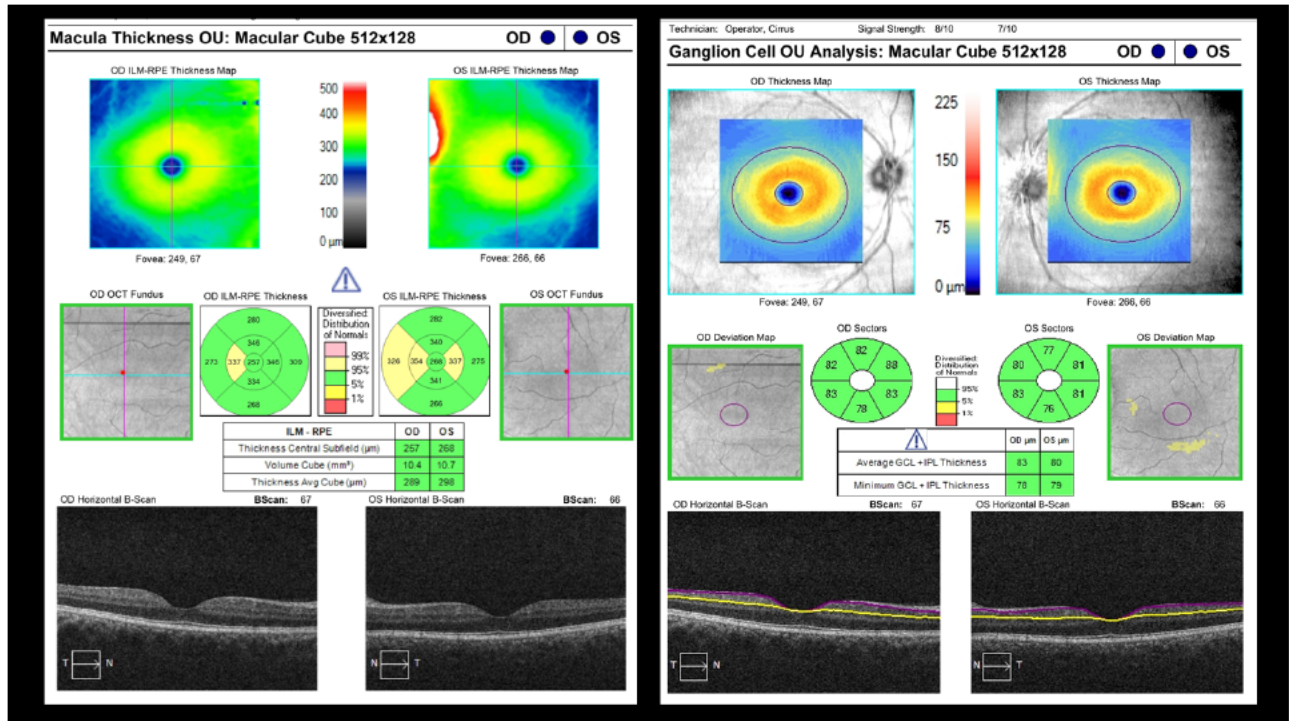 Macula Thickness OU: Macular Cube 512x128 OD OS
OD ILM-RPE Thickness Map
OS ILM-RPE Thickness Map
500
400
300
200
100
0 µm
Fovea: 249, 67
Fovea: 266, 66
OD OCT Fundus
OD ILM-RPE Thickness
OS ILM-RPE Thickness
OS OCT Fundus
280
346
273 337 257 346 309
334
268
Diversified:
Distribution
of Normals
99%
95%
5%
1%
282
340
326 354 268 337 275
341
266
ILM - RPE OD OS
Thickness Central Subfield (µm) 257 268
Volume Cube (mm³) 10.4 10.7
Thickness Avg Cube (µm) 289 298
OD Horizontal B-Scan BScan: 67
OS Horizontal B-Scan BScan: 66
T N
N T
Technician: Operator, Cirrus Signal Strength: 8/10 7/10
Ganglion Cell OU Analysis: Macular Cube 512x128 OD OS
OD Thickness Map
OS Thickness Map
225
150
75
0 µm
Fovea: 249, 67
Fovea: 266, 66
OD Deviation Map
OD Sectors
OS Sectors
OS Deviation Map
82
82 88
83 83
78
Diversified:
Distribution
of Normals
95%
5%
1%
77
80 81
83 81
76
OD µm OS µm
Average GCL + IPL Thickness 83 80
Minimum GCL + IPL Thickness 78 79
OD Horizontal B-Scan BScan: 67
OS Horizontal B-Scan BScan: 66
T N
N T